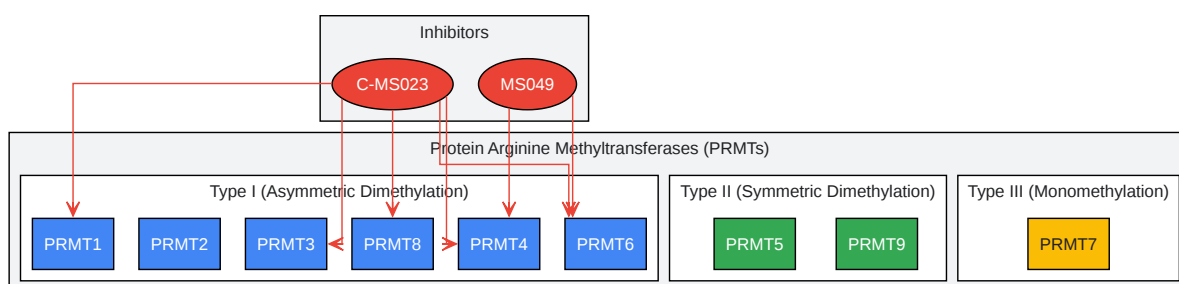 Inhibitors
C-MS023
MS049
Protein Arginine Methyltransferases (PRMTs)
Type I (Asymmetric Dimethylation)
PRMT1
PRMT2
PRMT3
PRMT8
PRMT4
PRMT6
Type II (Symmetric Dimethylation)
PRMT5
PRMT9
Type III (Monomethylation)
PRMT7